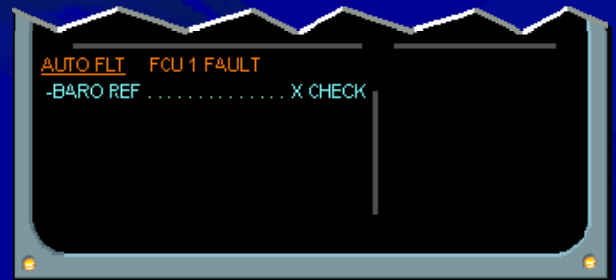 AUTO FLT FCU 1 FAULT
-BARO REF . . . . . . . . . . . . . . X CHECK